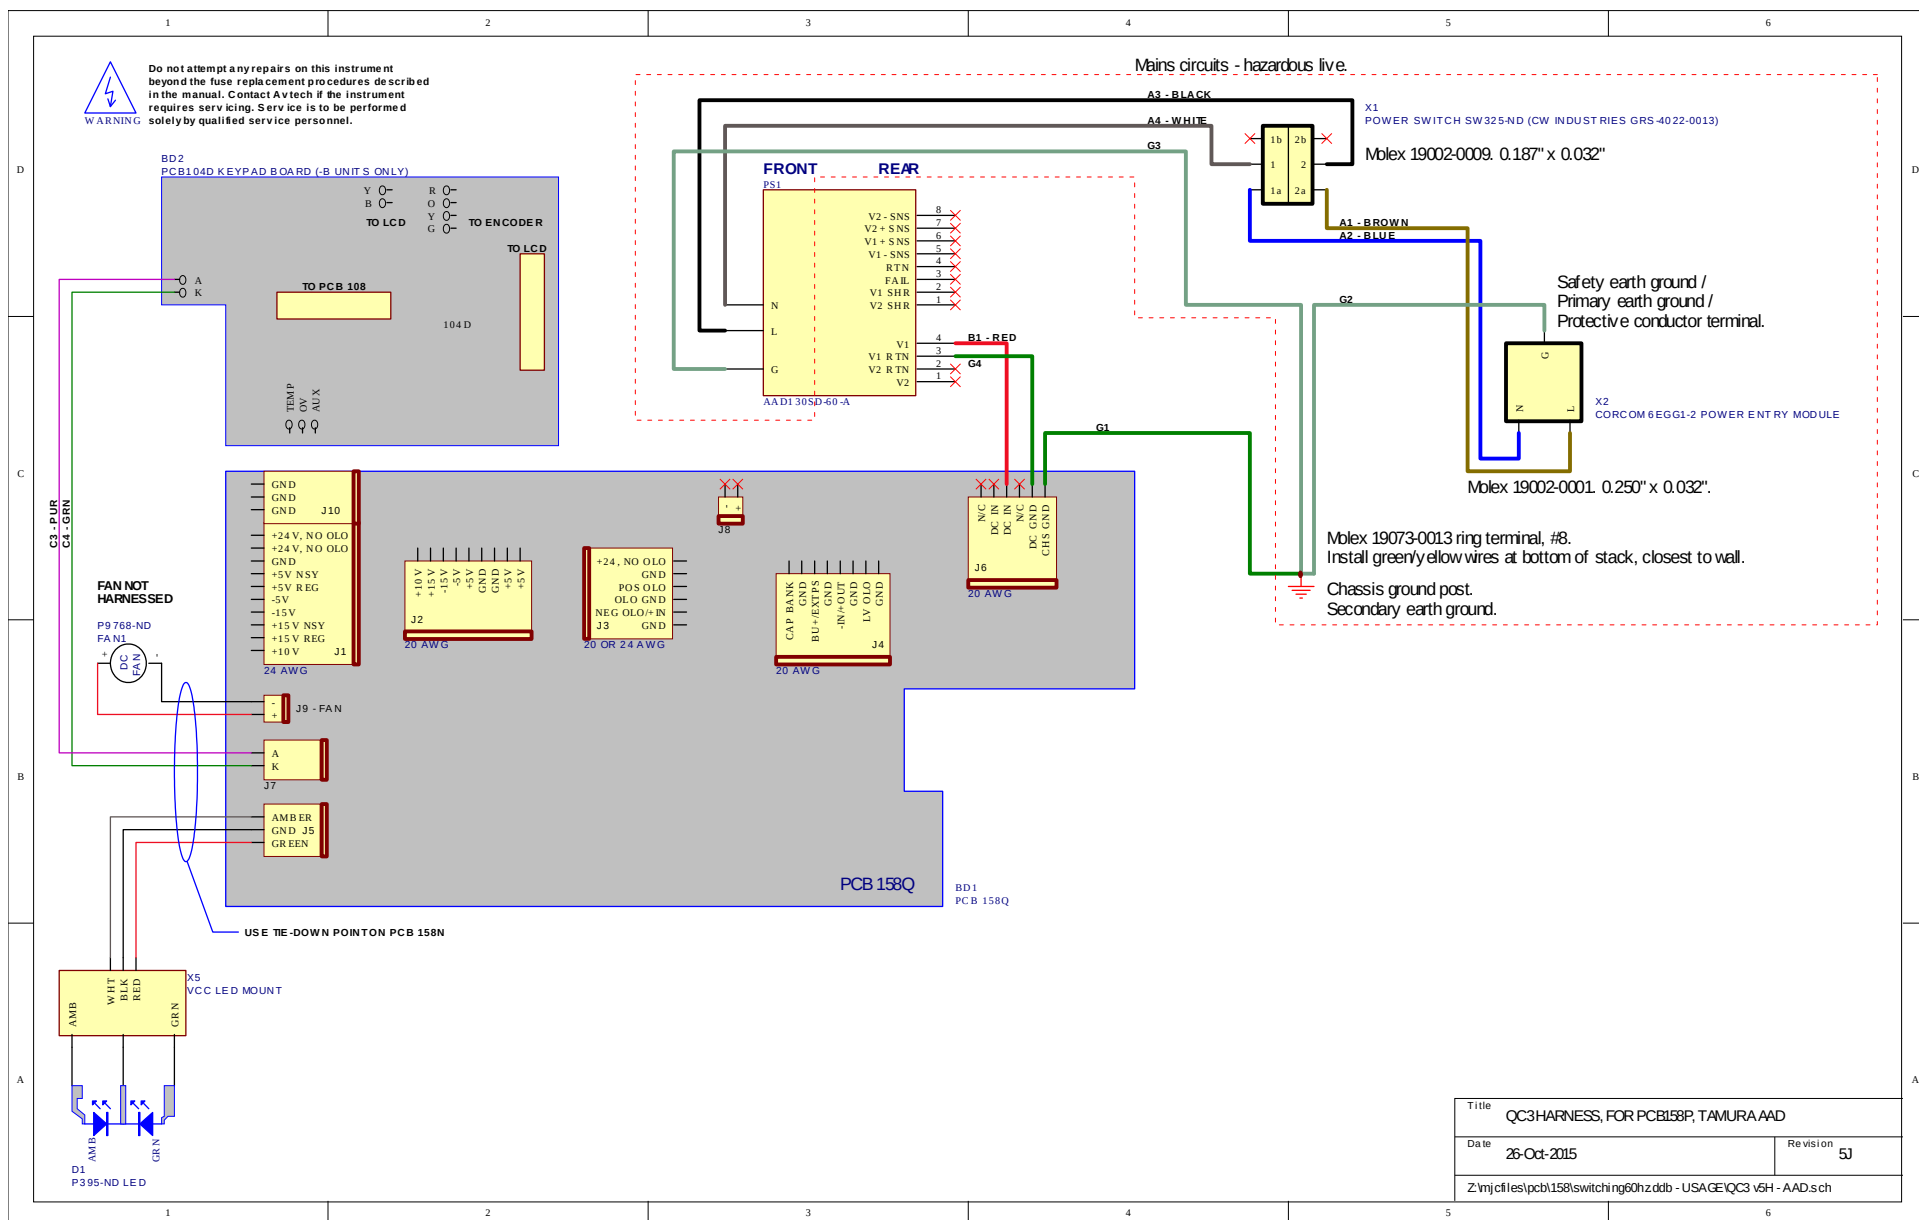 1 2 3 4 5 6
D
C
B
A
Do not attempt any repairs on this instrument
beyond the fuse replacement procedures described
in the manual. Contact Avtech if the instrument
requires servicing. Service is to be performed
solely by qualified service personnel.
WARNING
Mains circuits - hazardous live.
A3 - BLACK
A4 - WHITE
G3
X1
POWER SWITCH SW325-ND (CW INDUSTRIES GRS-4022-0013)
Molex 19002-0009. 0.187" x 0.032"
1b 2b
1 2
1a 2a
A1 - BROWN
A2 - BLUE
BD2
PCB104D KEYPAD BOARD (-B UNITS ONLY)
Y
B
TO LCD
R
O
Y
G
TO ENCODER
TO LCD
A
K
TO PCB 108
104D
TEMP
OV
AUX
FRONT REAR
PS1
V2 - SNS 8
V2 + SNS 7
V1 + SNS 6
V1 - SNS 5
RTN 4
FAIL 3
V1 SHR 2
V2 SHR 1
N
L
G
V1 4
V1 RTN 3
V2 RTN 2
V2 1
AAD130SD-60-A
B1 - RED
G4
G1
G2
Safety earth ground /
Primary earth ground /
Protective conductor terminal.
G
N
L
X2
CORCOM 6EGG1-2 POWER ENTRY MODULE
Molex 19002-0001. 0.250" x 0.032".
Molex 19073-0013 ring terminal, #8.
Install green/yellow wires at bottom of stack, closest to wall.
Chassis ground post.
Secondary earth ground.
C3 - PUR
C4 - GRN
GND
GND
GND
J10
+24V, NO OLO
+24V, NO OLO
GND
+5V NSY
+5V REG
-5V
-15V
+15V NSY
+15V REG
+10V
J1
24 AWG
+10V
+15V
-15V
-5V
+5V
GND
GND
+5V
+5V
J2
20 AWG
+24, NO OLO
GND
POS OLO
OLO GND
NEG OLO/+IN
GND
J3
20 OR 24 AWG
-
+
J8
CAP BANK
GND
BU+/EXTPS
GND
-IN/+OUT
GND
LV OLO
GND
J4
20 AWG
N/C
DC IN
DC IN
N/C
DC GND
CHS GND
J6
20 AWG
FAN NOT
HARNESSED
P9768-ND
FAN1
+ -
DC
FAN
-
+
J9 - FAN
A
K
J7
AMBER
GND
GREEN
J5
PCB 158Q
BD1
PCB 158Q
USE TIE-DOWN POINT ON PCB 158N
X5
VCC LED MOUNT
WHT
BLK
RED
AMB
GRN
AMB
GRN
D1
P395-ND LED
Title
QC3 HARNESS, FOR PCB158P, TAMURA AAD
Date
26-Oct-2015
Revision
5J
Z:\mjcfiles\pcb\158\switching60hz.ddb - USAGE\QC3 v5H - AAD.sch
D
C
B
A
1 2 3 4 5 6